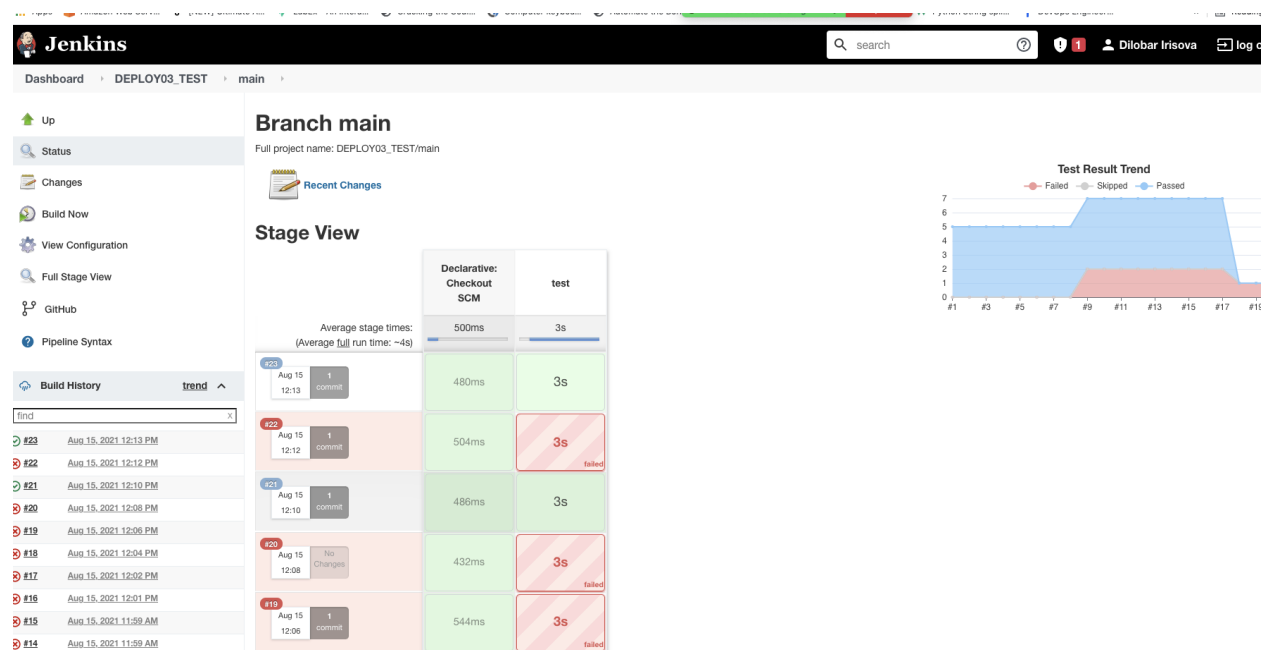 Jenkins
search
1
Dilobar Irisova
log
Dashboard
DEPLOY03_TEST
main
Up
Status
Changes
Build Now
View Configuration
Full Stage View
GitHub
Pipeline Syntax
Build History
trend
find
x
#23 Aug 15, 2021 12:13 PM
#22 Aug 15, 2021 12:12 PM
#21 Aug 15, 2021 12:10 PM
#20 Aug 15, 2021 12:08 PM
#19 Aug 15, 2021 12:06 PM
#18 Aug 15, 2021 12:04 PM
#17 Aug 15, 2021 12:02 PM
#16 Aug 15, 2021 12:01 PM
#15 Aug 15, 2021 11:59 AM
#14 Aug 15, 2021 11:59 AM
Branch main
Full project name: DEPLOY03_TEST/main
Recent Changes
Stage View
Declarative:
Checkout
SCM
test
Average stage times:
(Average full run time: ~4s)
500ms
3s
#23
Aug 15
12:13
1
commit
480ms
3s
#22
Aug 15
12:12
1
commit
504ms
3s
failed
#21
Aug 15
12:10
1
commit
486ms
3s
#20
Aug 15
12:08
No
Changes
432ms
3s
failed
#19
Aug 15
12:06
1
commit
544ms
3s
failed
Test Result Trend
Failed Skipped Passed
7
6
5
4
3
2
1
0
#1 #3 #5 #7 #9 #11 #13 #15 #17 #19